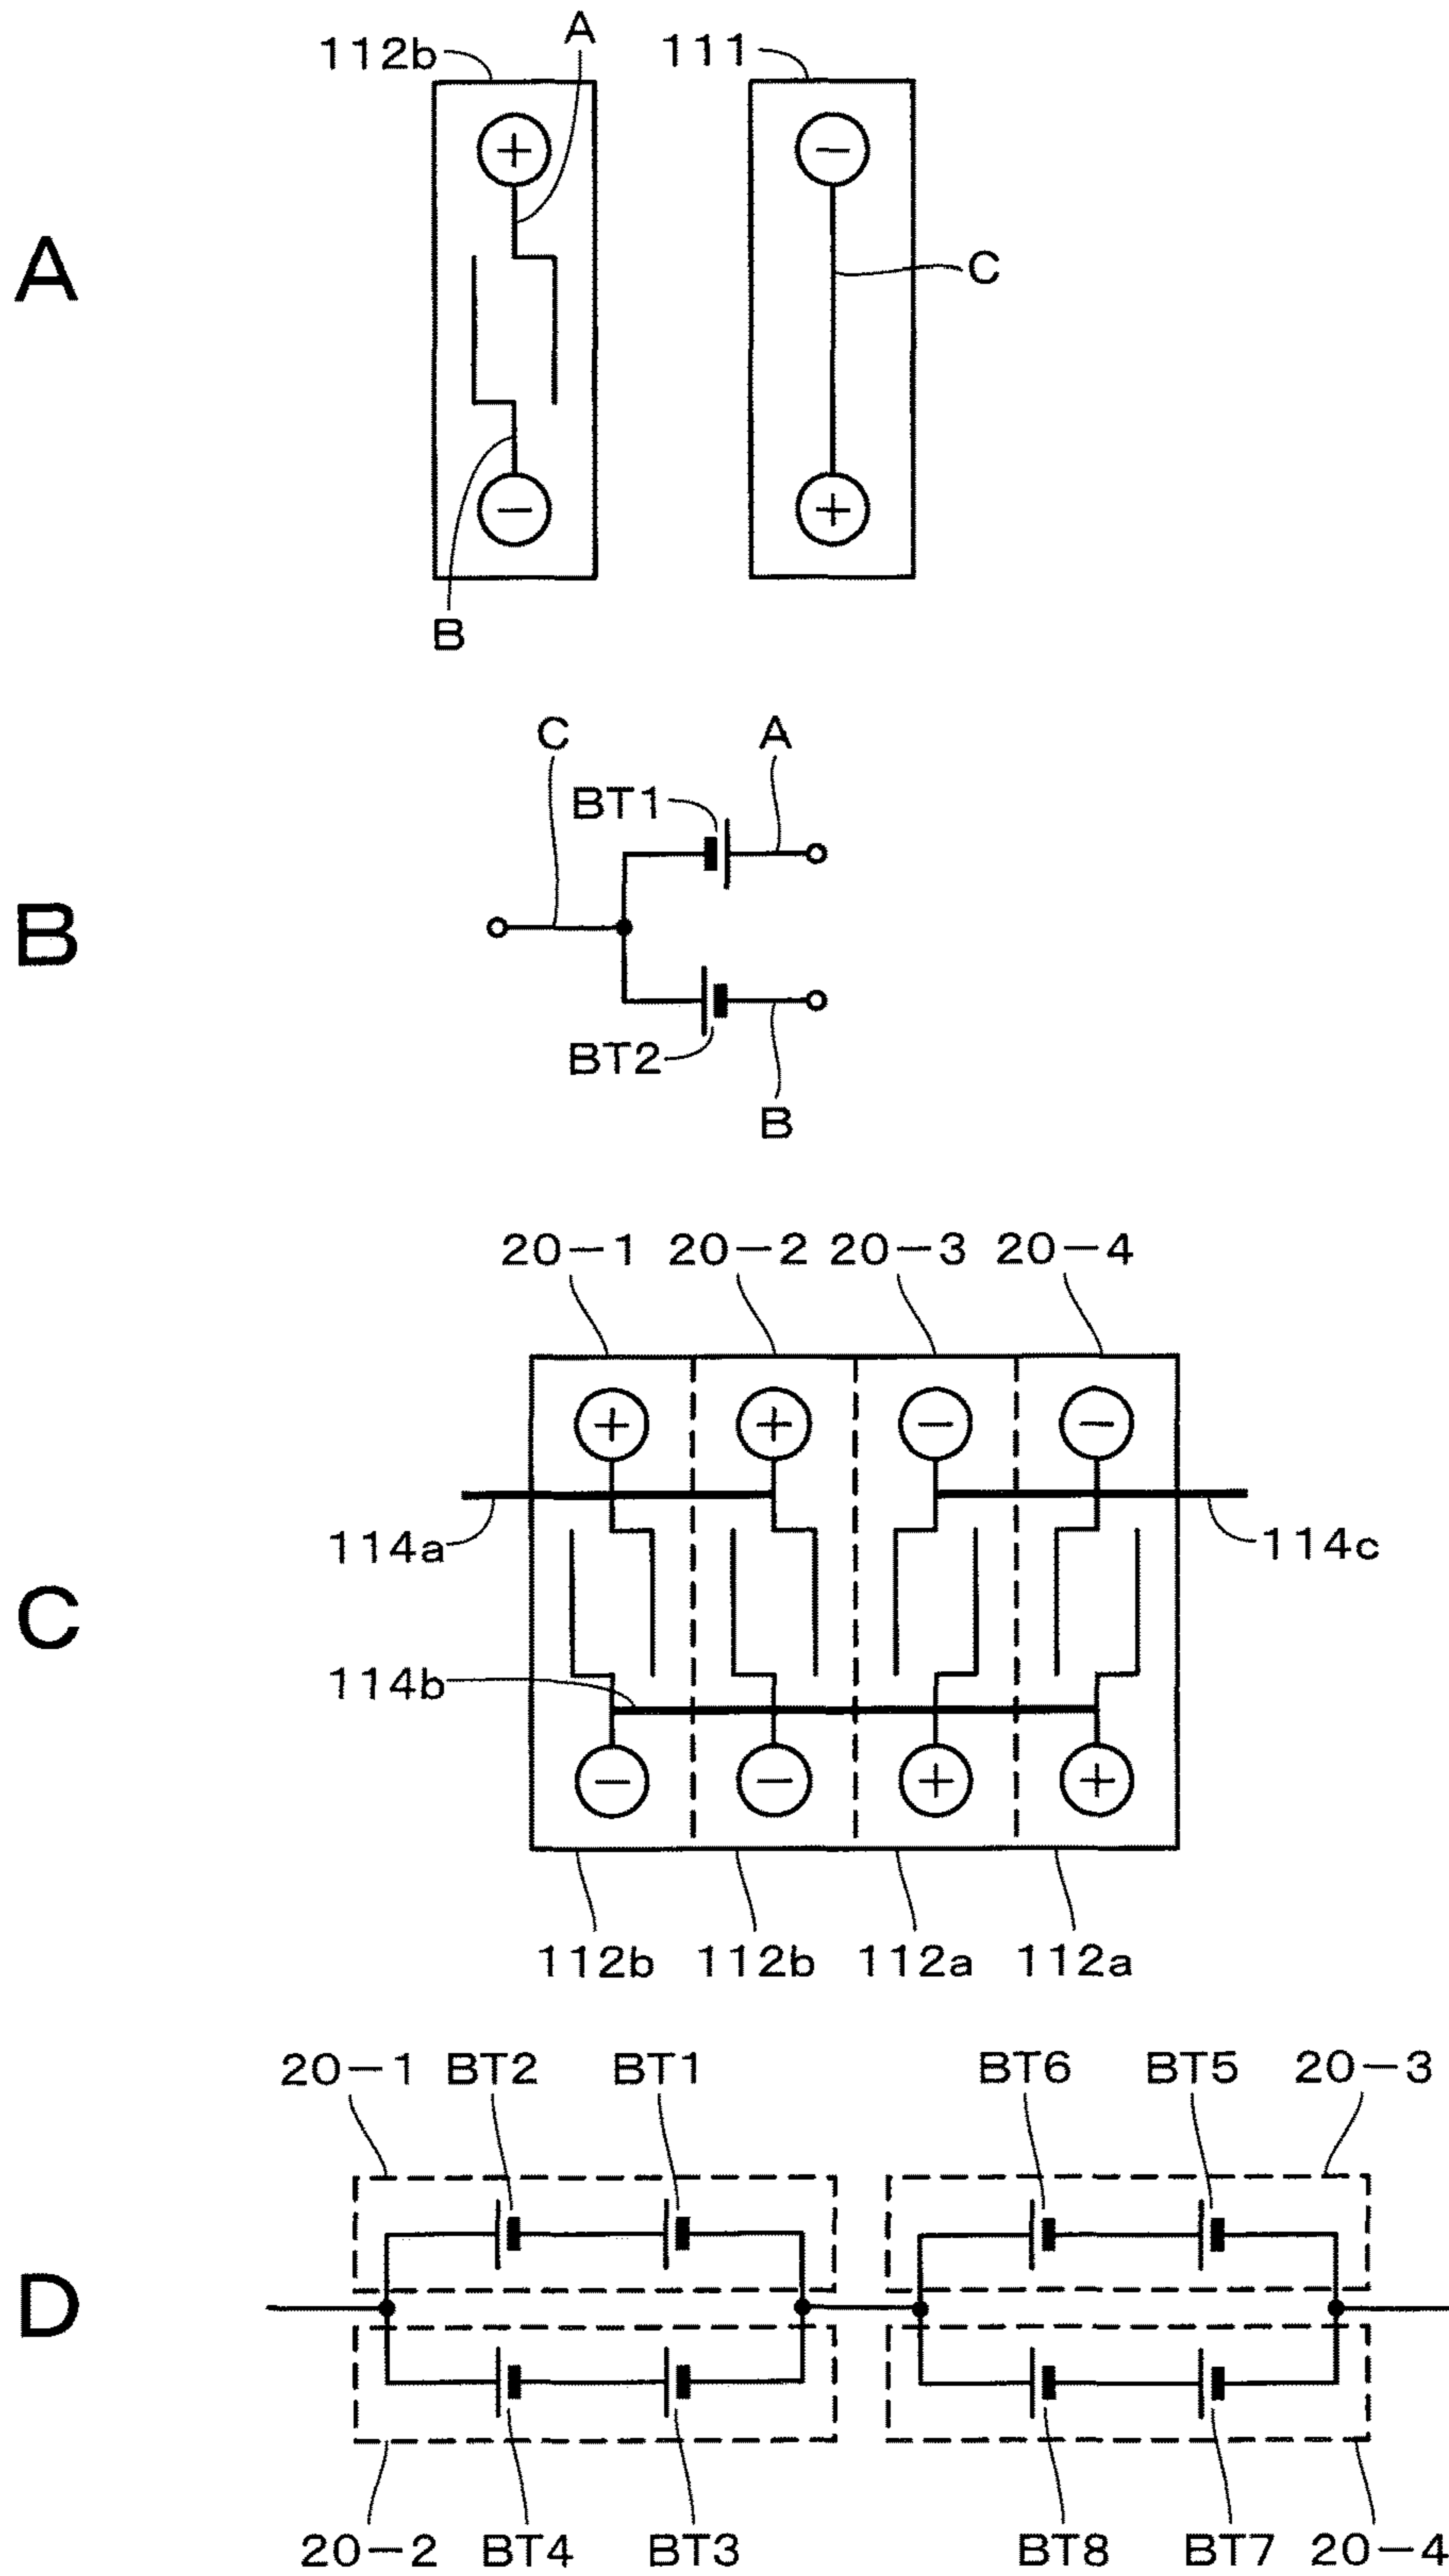 A
112b
A
111
+
−
C
−
+
B
B
C
A
BT1
BT2
B
C
20−1 20−2 20−3 20−4
+ + − −
114a
114c
114b
− − + +
112b 112b 112a 112a
D
20−1 BT2 BT1 BT6 BT5 20−3
20−2 BT4 BT3 BT8 BT7 20−4